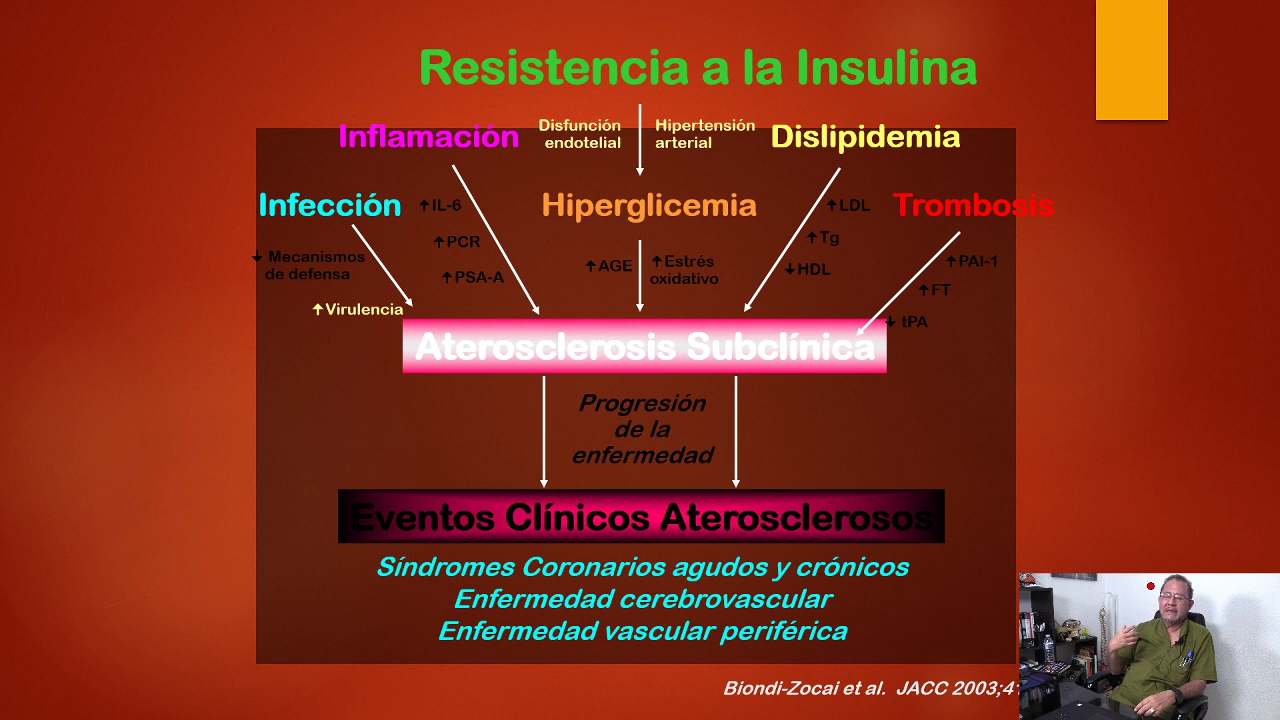 Resistencia a la Insulina
Inflamación
Disfunción
endotelial
Hipertensión
arterial
Dislipidemia
Infección
↑IL-6
Hiperglicemia
↑LDL
Trombosis
↑PCR
↑Tg
↓ Mecanismos
de defensa
↑PSA-A
↑AGE
↑Estrés
oxidativo
↓HDL
↑PAI-1
↑FT
↑Virulencia
↓ tPA
Aterosclerosis Subclínica
Progresión
de la
enfermedad
Eventos Clínicos Ateroscleroso​s
Síndromes Coronarios agudos y crónicos
Enfermedad cerebrovascular
Enfermedad vascular periférica
Biondi-Zocai et al. JACC 2003;4